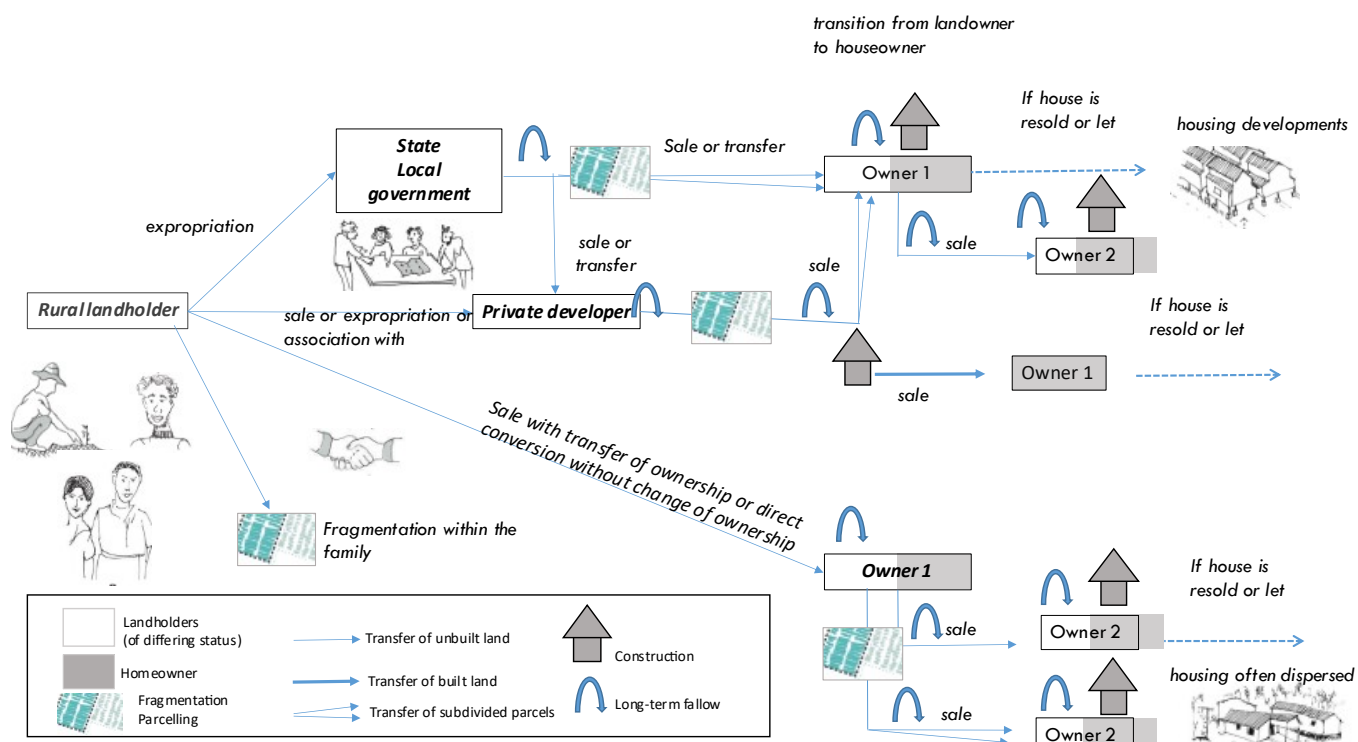 transition from landowner
to houseowner
If house is
resold or let
housing developments
State
Local
government
Sale or transfer
Owner 1
expropriation
sale or
transfer
sale
sale
Owner 2
Rural landholder
sale or expropriation or
association with
Private developer
If house is
resold or let
sale
Owner 1
Sale with transfer of ownership or direct
conversion without change of ownership
Fragmentation within the
family
Owner 1
If house is
resold or let
sale
Owner 2
housing often dispersed
sale
Owner 2
Landholders
(of differing status)
Homeowner
Fragmentation
Parcelling
Transfer of unbuilt land
Transfer of built land
Transfer of subdivided parcels
Construction
Long-term fallow